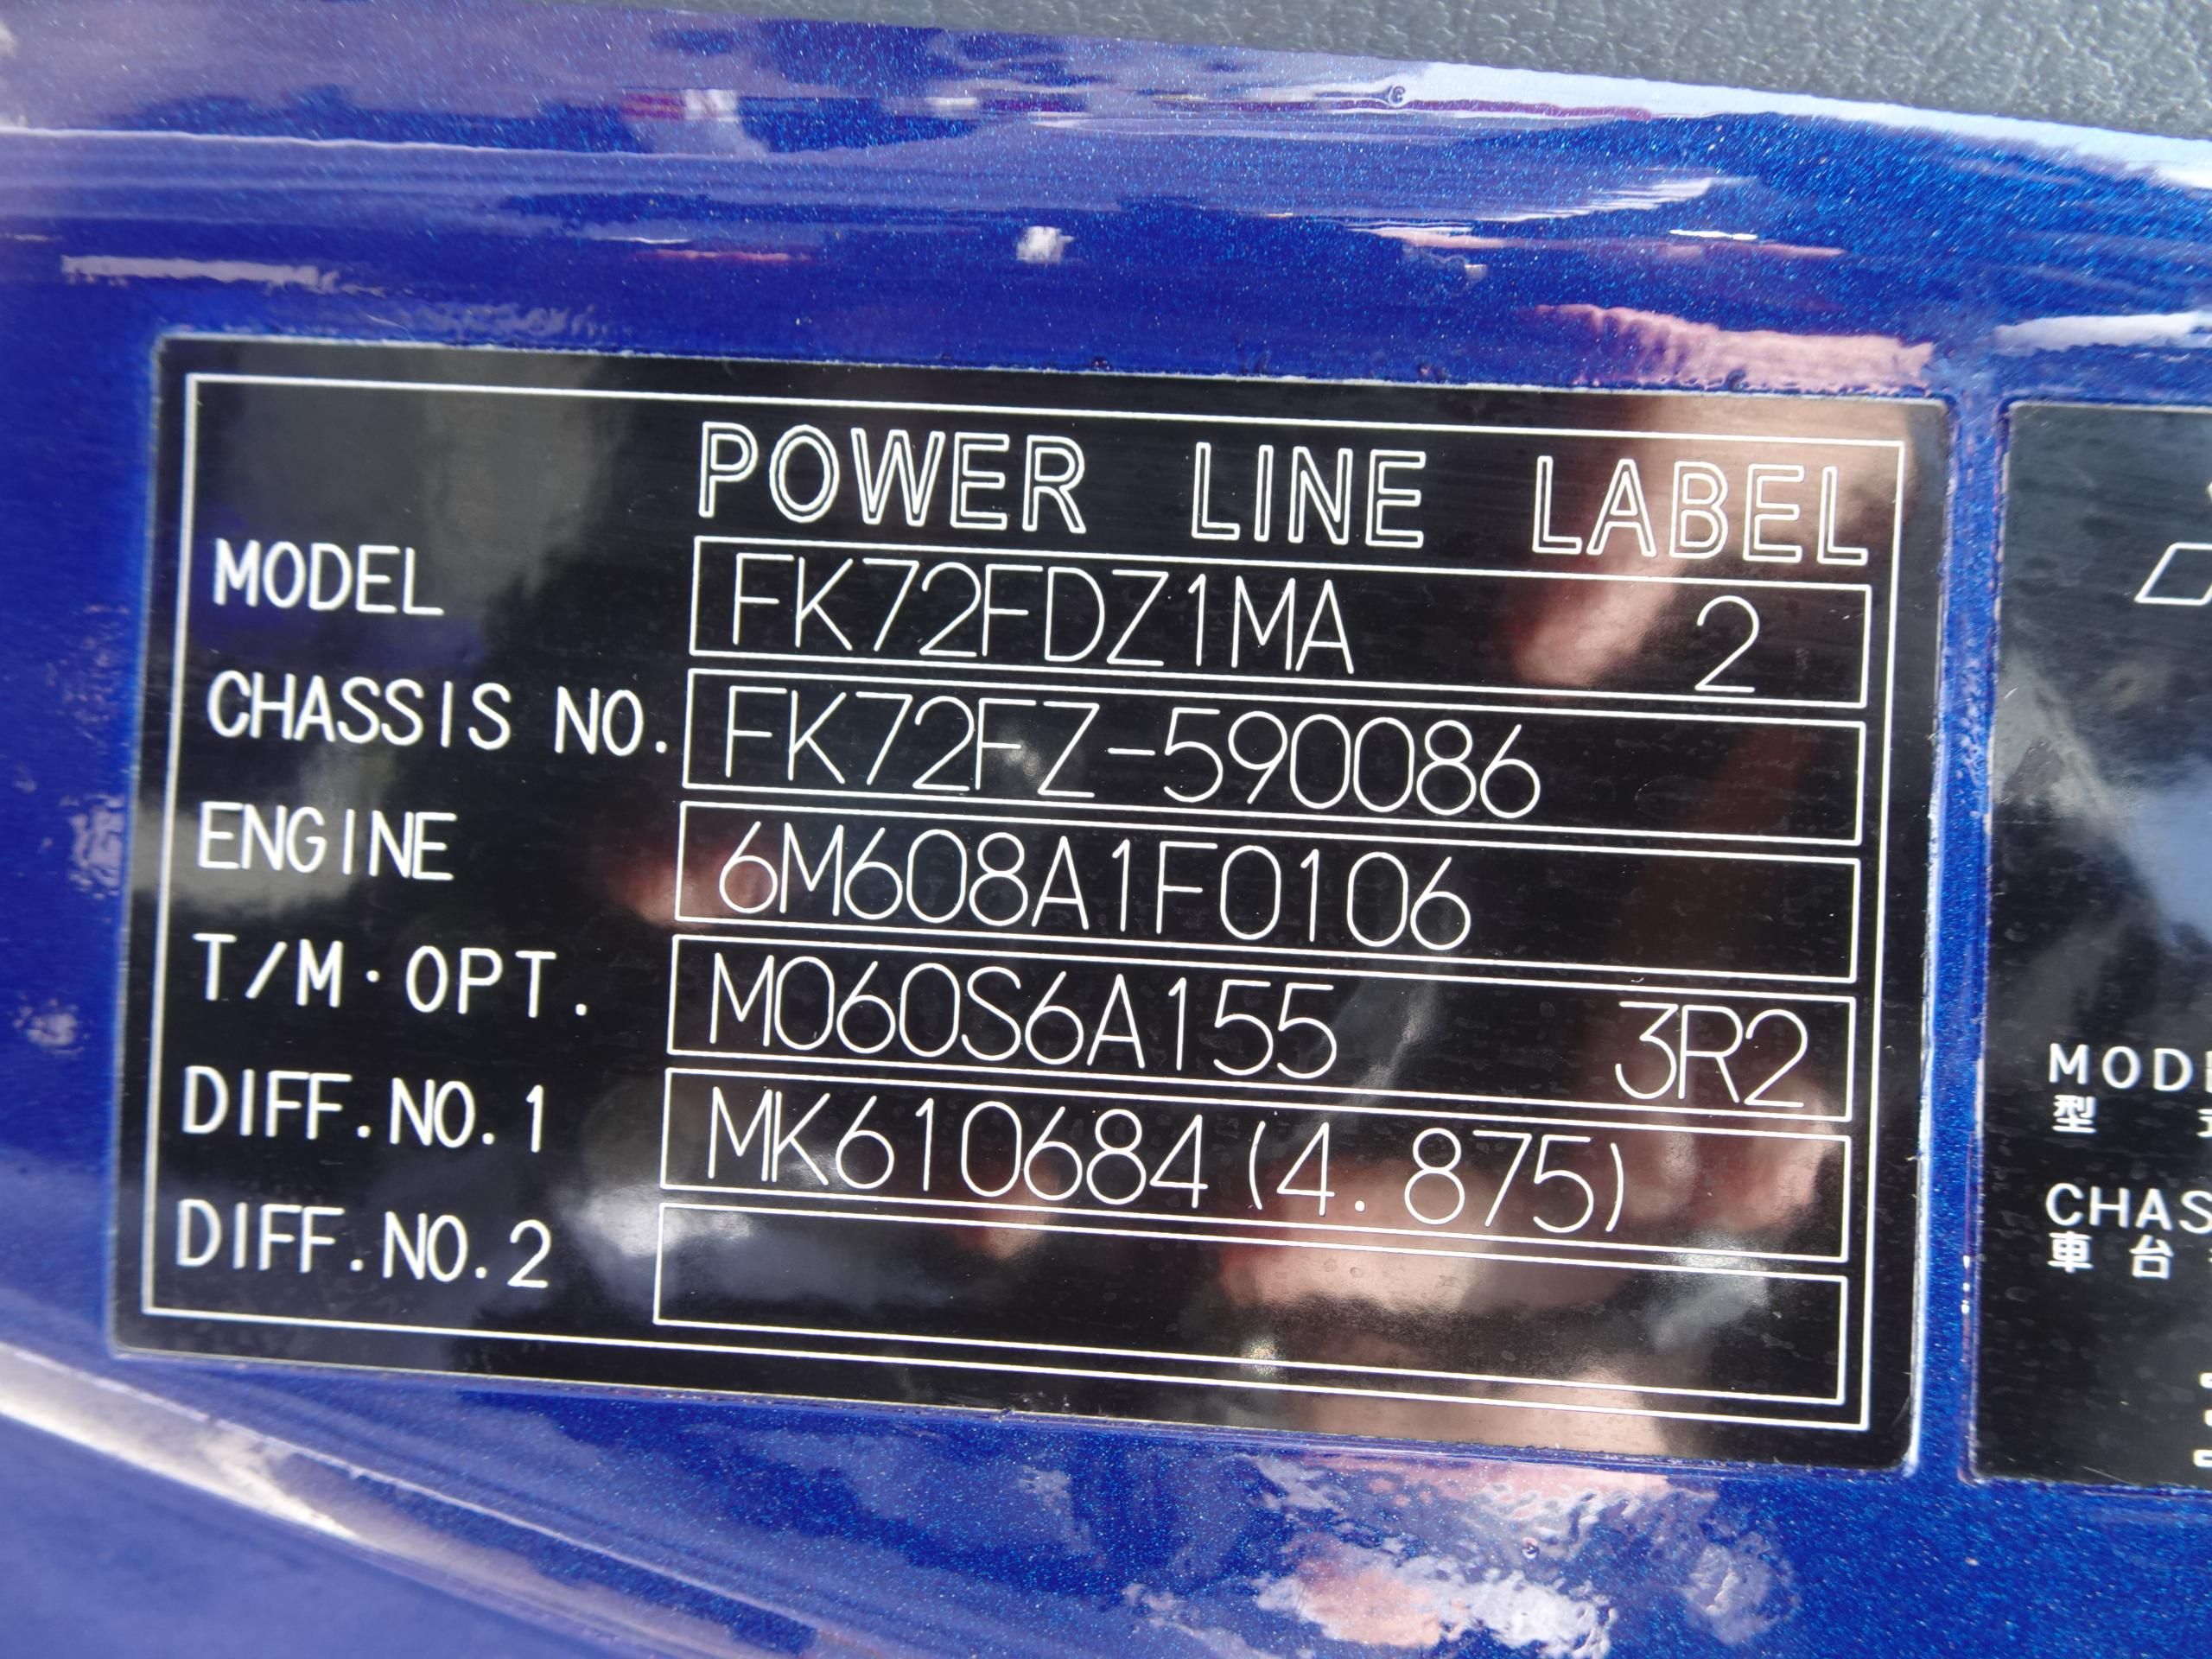 POWER LINE LABEL
MODEL FK72FDZ1MA 2
CHASSIS NO. FK72FZ-590086
ENGINE 6M608A1F0106
T/M·OPT. M060S6A155 3R2
DIFF.NO.1 MK610684(4.875)
DIFF.NO.2
MOD
型
CHAS
車台